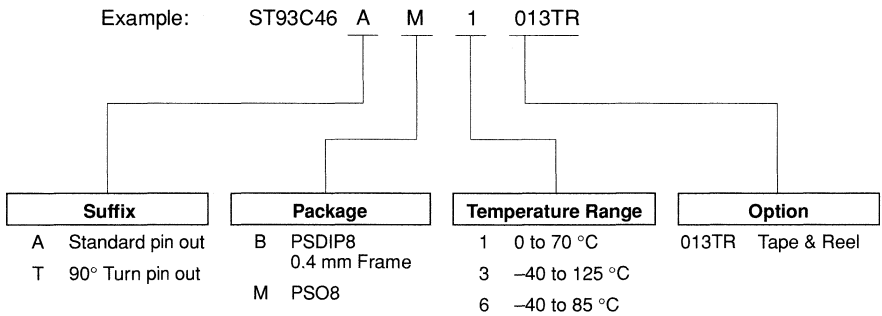 Example: ST93C46 A M 1 013TR
Suffix Package Temperature Range Option
A Standard pin out
T 90° Turn pin out
B PSDIP8
0.4 mm Frame
M PSO8
1 0 to 70 °C
3 –40 to 125 °C
6 –40 to 85 °C
013TR Tape & Reel